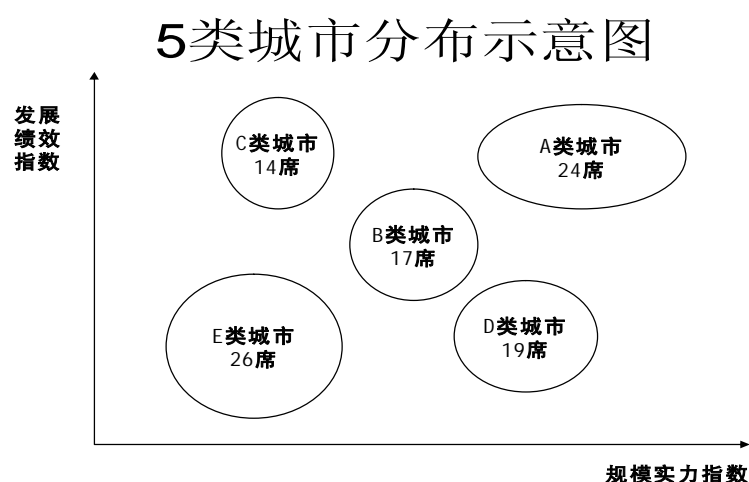 5类城市分布示意图
发展
绩效
指数
C类城市
14席
A类城市
24席
B类城市
17席
E类城市
26席
D类城市
19席
规模实力指数